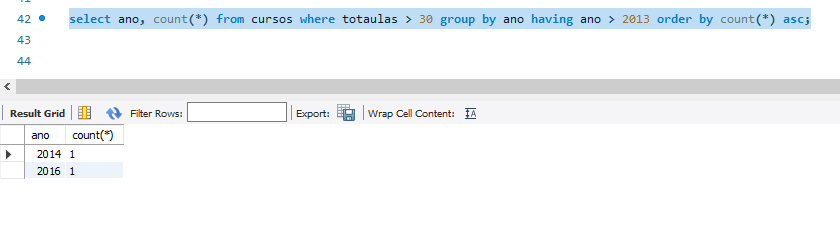 42 select ano, count(*) from cursos where totaulas > 30 group by ano having ano > 2013 order by count(*) asc;
43
44
Result Grid Filter Rows: Export: Wrap Cell Content: IA
ano count(*)
2014 1
2016 1